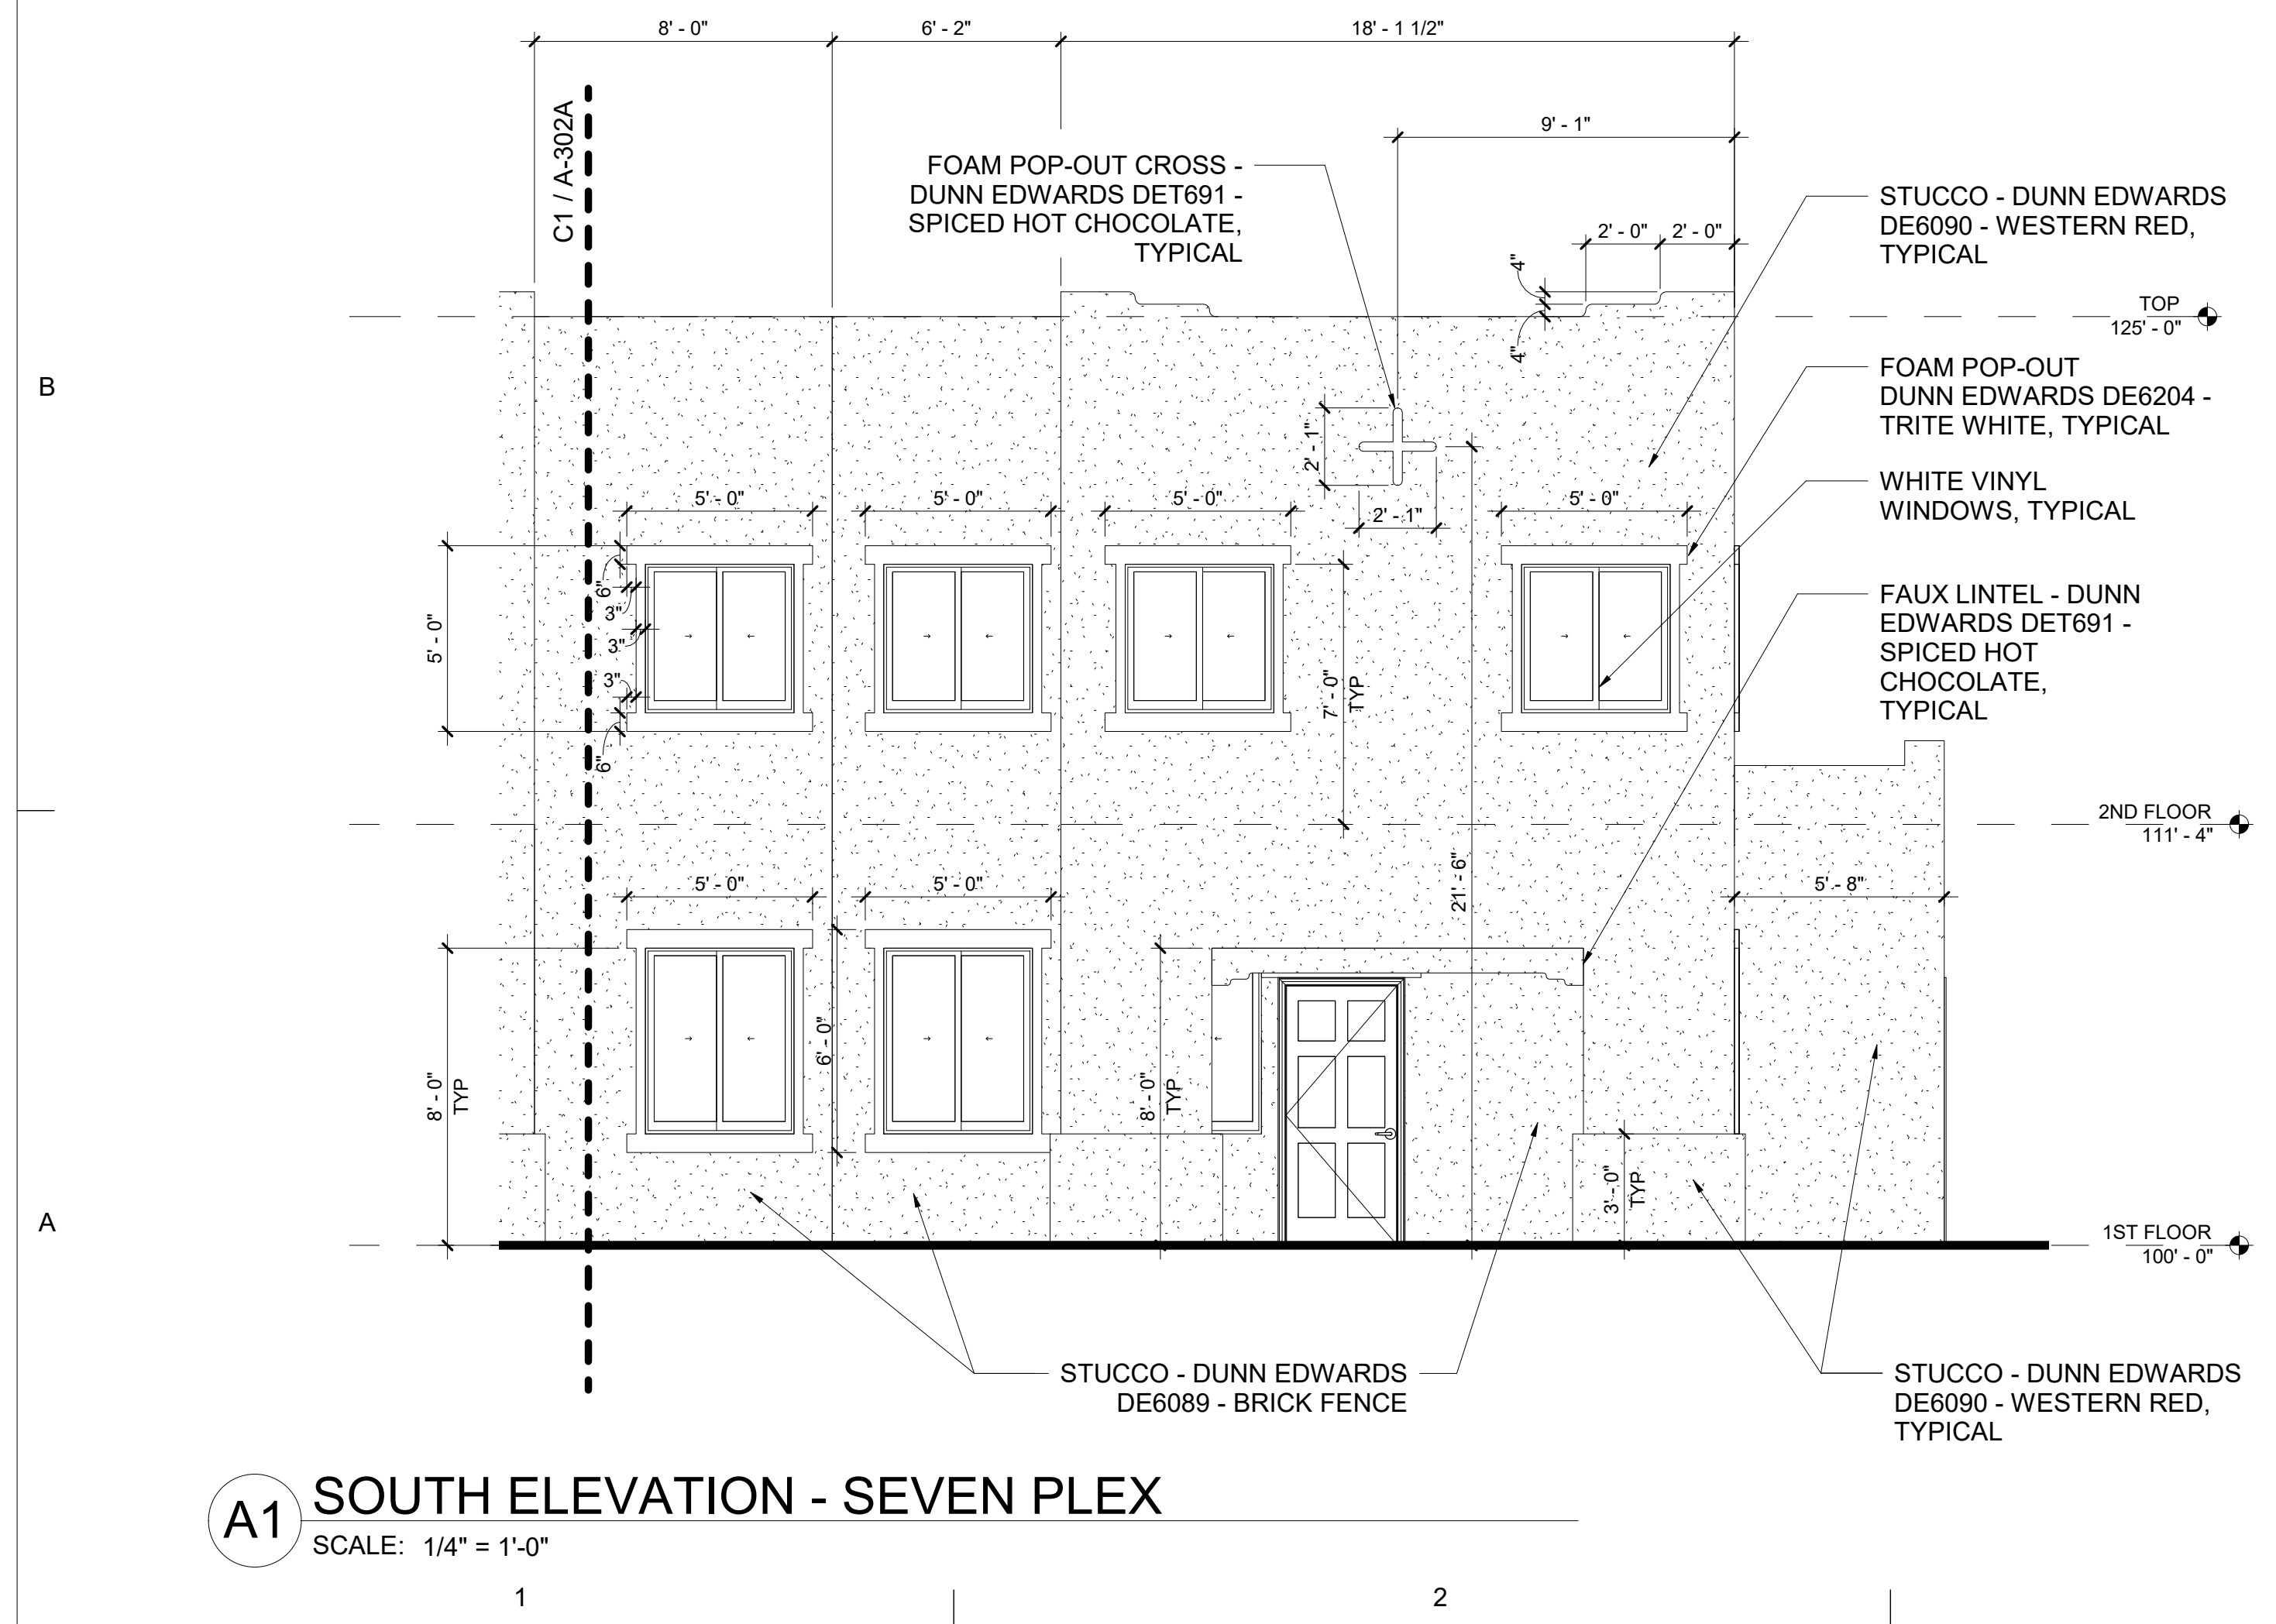 8' - 0"
6' - 2"
18' - 1 1/2"
9' - 1"
C1 / A-302A
FOAM POP-OUT CROSS -
DUNN EDWARDS DET691 -
SPICED HOT CHOCOLATE,
TYPICAL
STUCCO - DUNN EDWARDS
DE6090 - WESTERN RED,
TYPICAL
2' - 0"
2' - 0"
4"
4"
TOP
125' - 0"
B
FOAM POP-OUT
DUNN EDWARDS DE6204 -
TRITE WHITE, TYPICAL
2' - 1"
2' - 1"
WHITE VINYL
WINDOWS, TYPICAL
5' - 0"
5' - 0"
5' - 0"
5' - 0"
6"
3"
3"
3"
6"
5' - 0"
7' - 0"
TYP
FAUX LINTEL - DUNN
EDWARDS DET691 -
SPICED HOT
CHOCOLATE,
TYPICAL
2ND FLOOR
111' - 4"
21' - 6"
5' - 0"
5' - 0"
5' - 8"
8' - 0"
TYP
6' - 0"
8' - 0"
TYP
3' - 0"
TYP
A
1ST FLOOR
100' - 0"
STUCCO - DUNN EDWARDS
DE6089 - BRICK FENCE
STUCCO - DUNN EDWARDS
DE6090 - WESTERN RED,
TYPICAL
A1
SOUTH ELEVATION - SEVEN PLEX
SCALE: 1/4" = 1'-0"
1
2